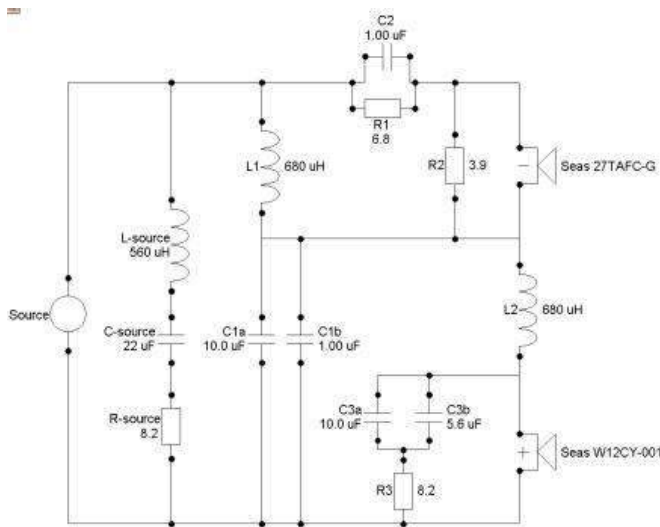 C2
1.00 uF
R1
6.8
L1 680 uH
R2 3.9
Seas 27TAFC-G
L-source
560 uH
Source
C-source
22 uF
C1a
10.0 uF
C1b
1.00 uF
L2 680 uH
R-source
8.2
C3a
10.0 uF
C3b
5.6 uF
Seas W12CY-001
R3 8.2